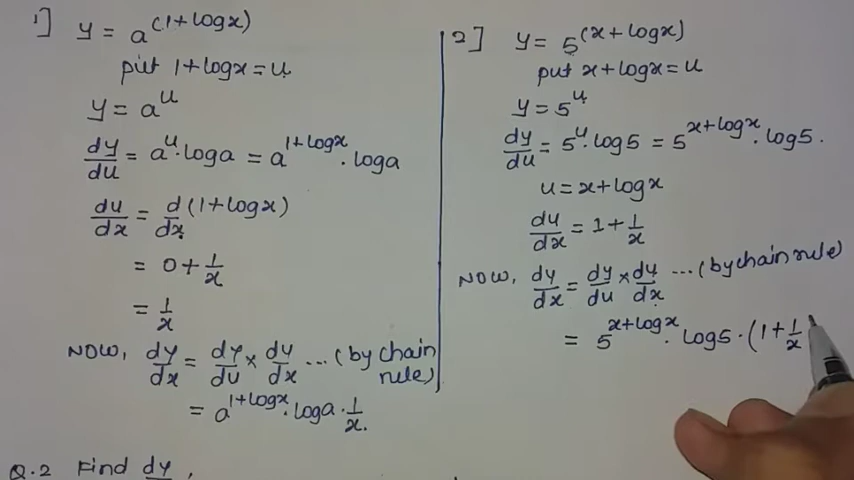 1] y = a^(1+logx)
put 1+logx = u
y = a^u
dy/du = a^u · loga = a^(1+logx) · loga
du/dx = d/dx (1+logx)
= 0 + 1/x
= 1/x
NOW, dy/dx = dy/du × du/dx ... (by chain
rule)
= a^(1+logx) · loga · 1/x.
2] y = 5^(x+logx)
put x+logx = u
y = 5^u
dy/du = 5^u · log5 = 5^(x+logx) · log5.
u = x+logx
du/dx = 1 + 1/x
NOW, dy/dx = dy/du × du/dx ... (by chain rule)
= 5^(x+logx) · log5 · (1 + 1/x
Q.2 Find dy